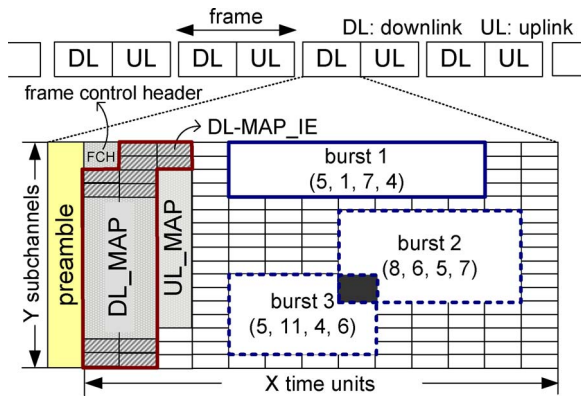 frame
DL: downlink UL: uplink
DL UL DL UL DL UL DL UL
frame control header
DL-MAP_IE
FCH
Y subchannels
preamble
DL_MAP
UL_MAP
burst 1
(5, 1, 7, 4)
burst 2
(8, 6, 5, 7)
burst 3
(5, 11, 4, 6)
X time units